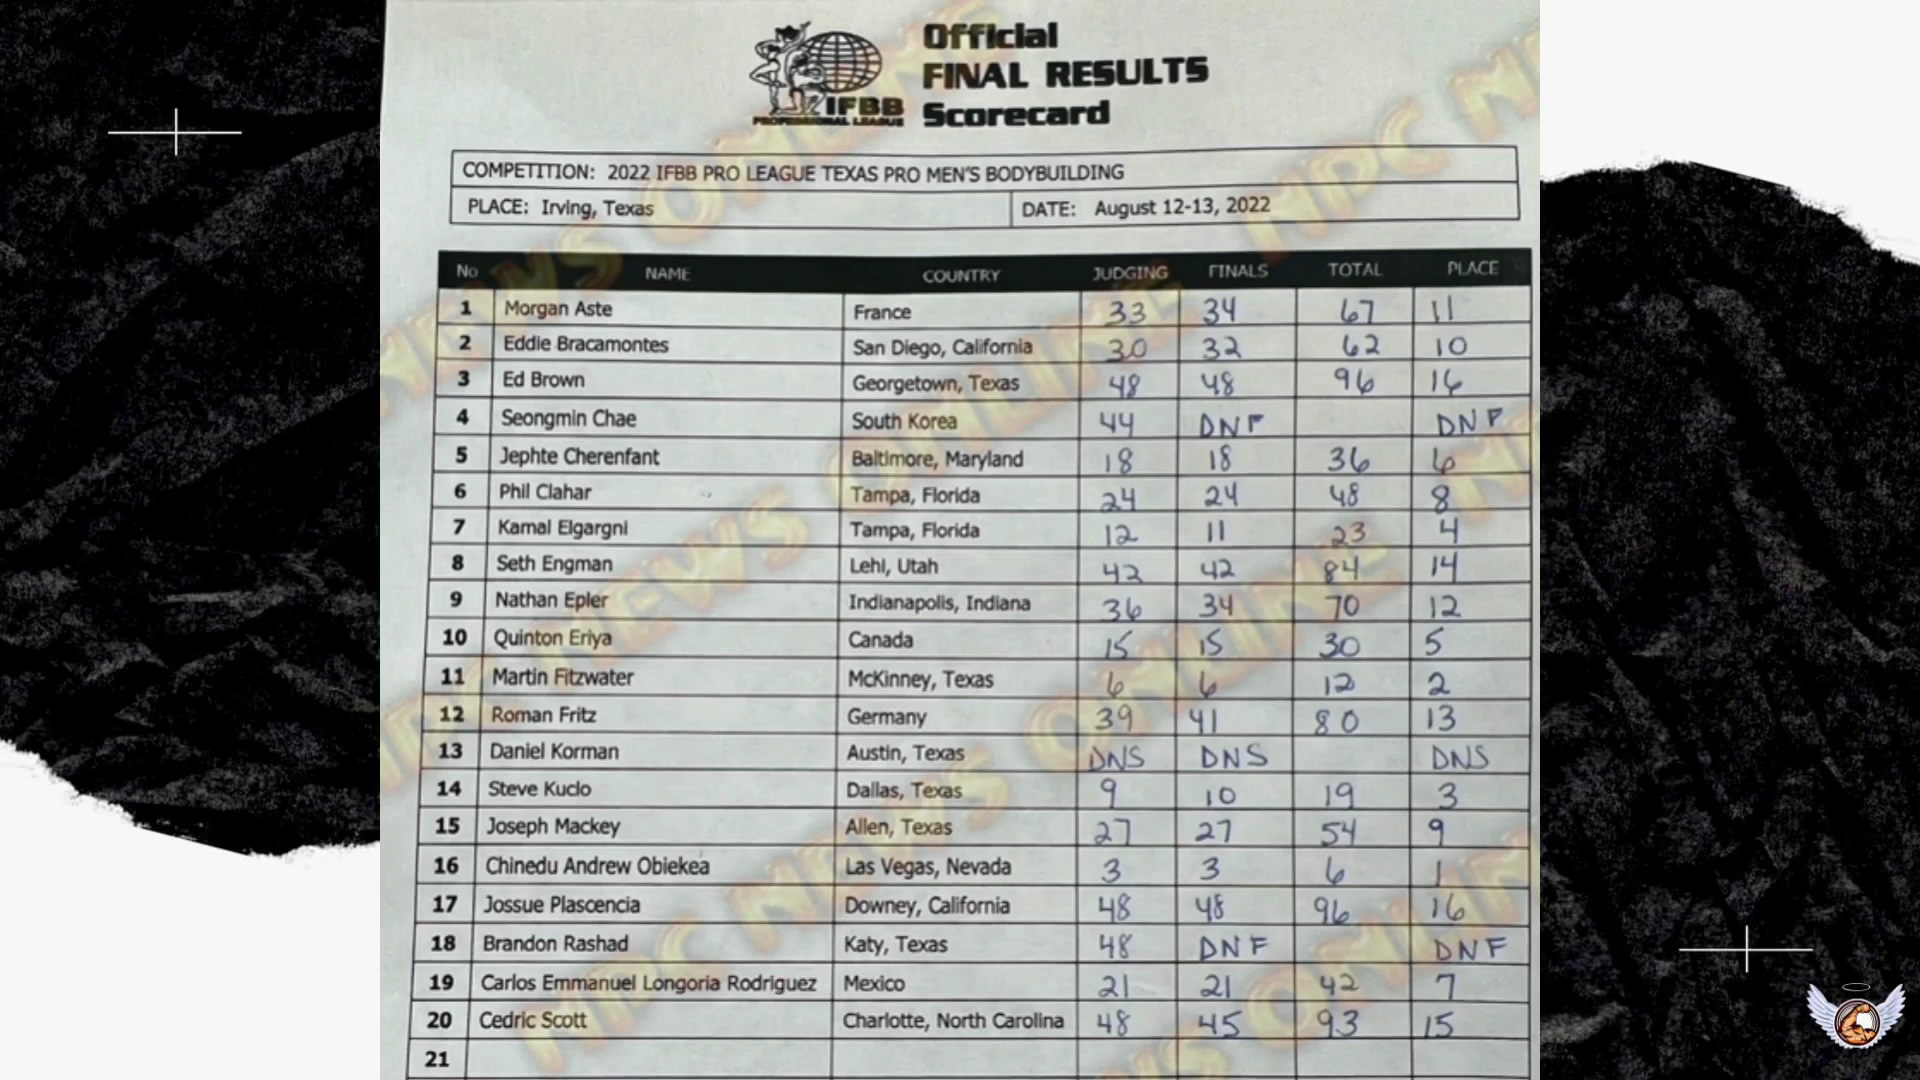 Official
FINAL RESULTS
Scorecard
IFBB
PROFESSIONAL LEAGUE
COMPETITION: 2022 IFBB PRO LEAGUE TEXAS PRO MEN'S BODYBUILDING
PLACE: Irving, Texas DATE: August 12-13, 2022
No NAME COUNTRY JUDGING FINALS TOTAL PLACE
1 Morgan Aste France 33 34 67 11
2 Eddie Bracamontes San Diego, California 30 32 62 10
3 Ed Brown Georgetown, Texas 48 48 96 16
4 Seongmin Chae South Korea 44 DNF DNF
5 Jephte Cherenfant Baltimore, Maryland 18 18 36 6
6 Phil Clahar Tampa, Florida 24 24 48 8
7 Kamal Elgargni Tampa, Florida 12 11 23 4
8 Seth Engman Lehi, Utah 42 42 84 14
9 Nathan Epler Indianapolis, Indiana 36 34 70 12
10 Quinton Eriya Canada 15 15 30 5
11 Martin Fitzwater McKinney, Texas 6 6 12 2
12 Roman Fritz Germany 39 41 80 13
13 Daniel Korman Austin, Texas DNS DNS DNS
14 Steve Kuclo Dallas, Texas 9 10 19 3
15 Joseph Mackey Allen, Texas 27 27 54 9
16 Chinedu Andrew Obiekea Las Vegas, Nevada 3 3 6 1
17 Jossue Plascencia Downey, California 48 48 96 16
18 Brandon Rashad Katy, Texas 48 DNF DNF
19 Carlos Emmanuel Longoria Rodriguez Mexico 21 21 42 7
20 Cedric Scott Charlotte, North Carolina 48 45 93 15
21
NPC NEWS ONLINE